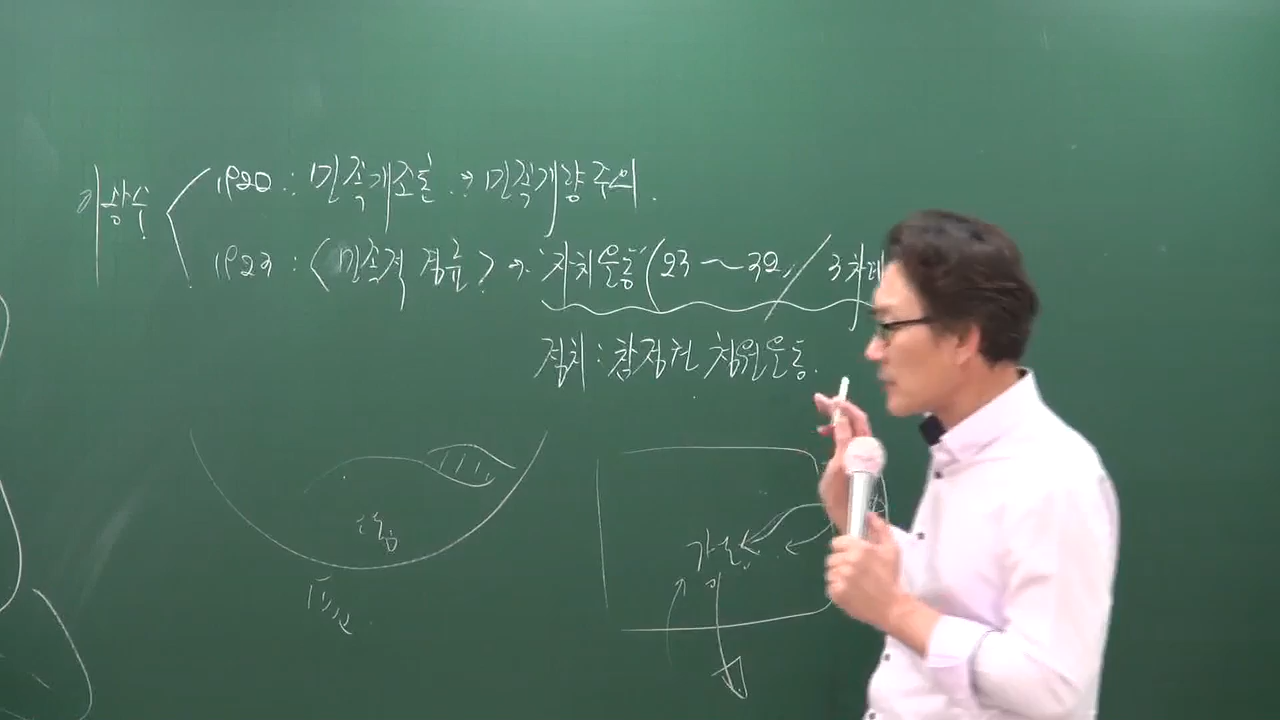 이광수
1920 : 민족개조론 → 민족개량주의.
1923 : <민족적 경륜> → "자치운동" (23~32, / 3차례
정치 : 참정권 청원운동.